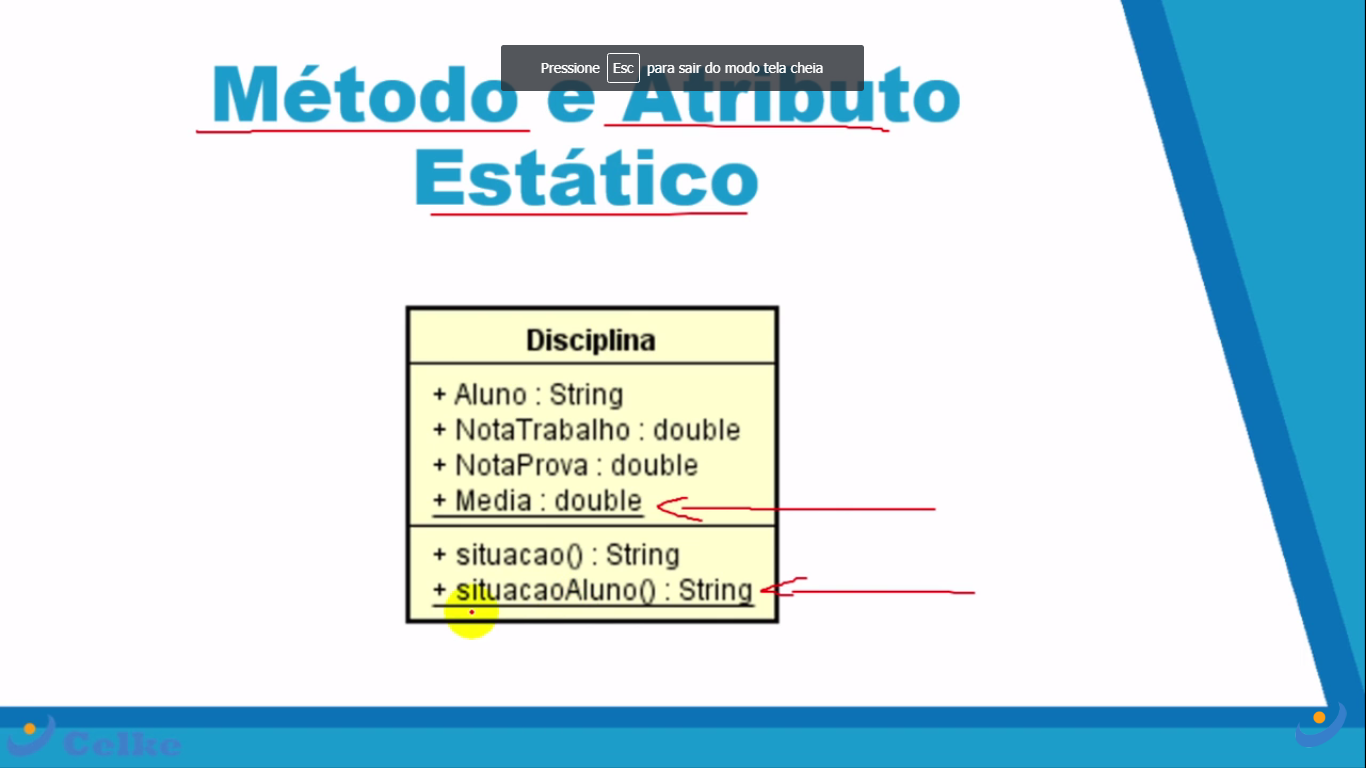 Pressione Esc para sair do modo tela cheia
Método e Atributo
Estático
Disciplina
+ Aluno : String
+ NotaTrabalho : double
+ NotaProva : double
+ Media : double
+ situacao() : String
+ situacaoAluno() : String
Celke